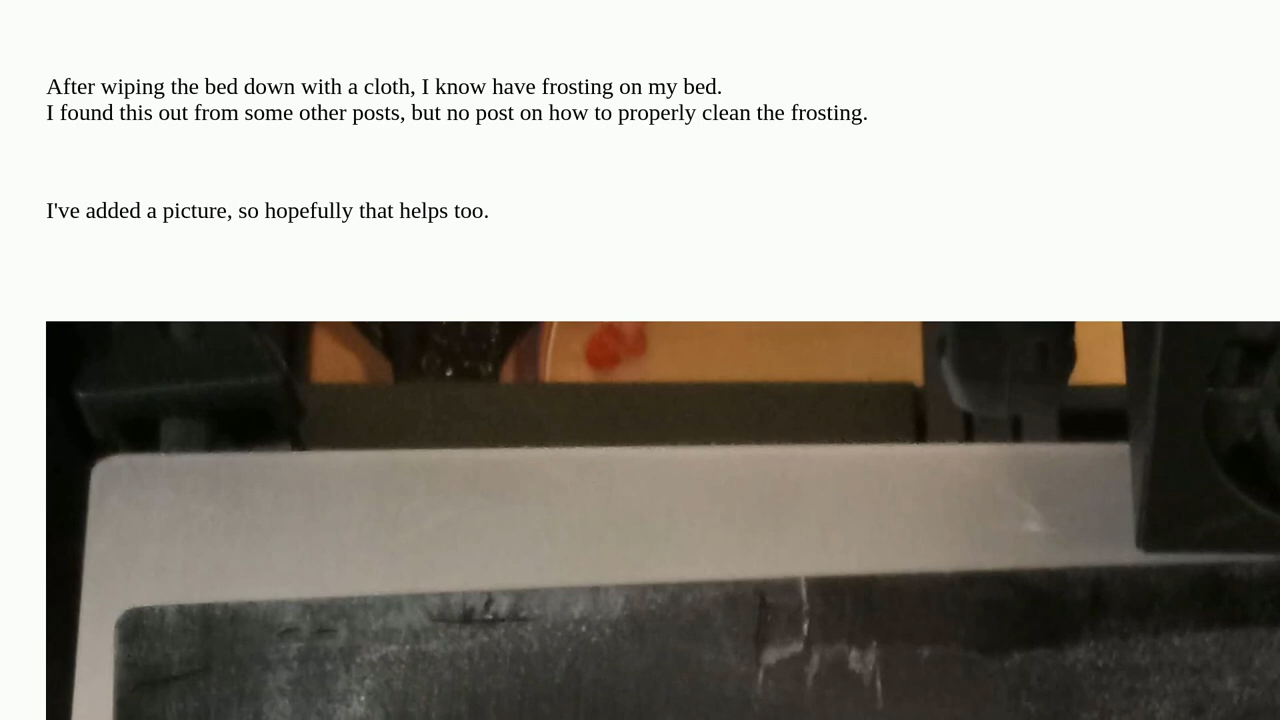 After wiping the bed down with a cloth, I know have frosting on my bed.
I found this out from some other posts, but no post on how to properly clean the frosting.
I've added a picture, so hopefully that helps too.